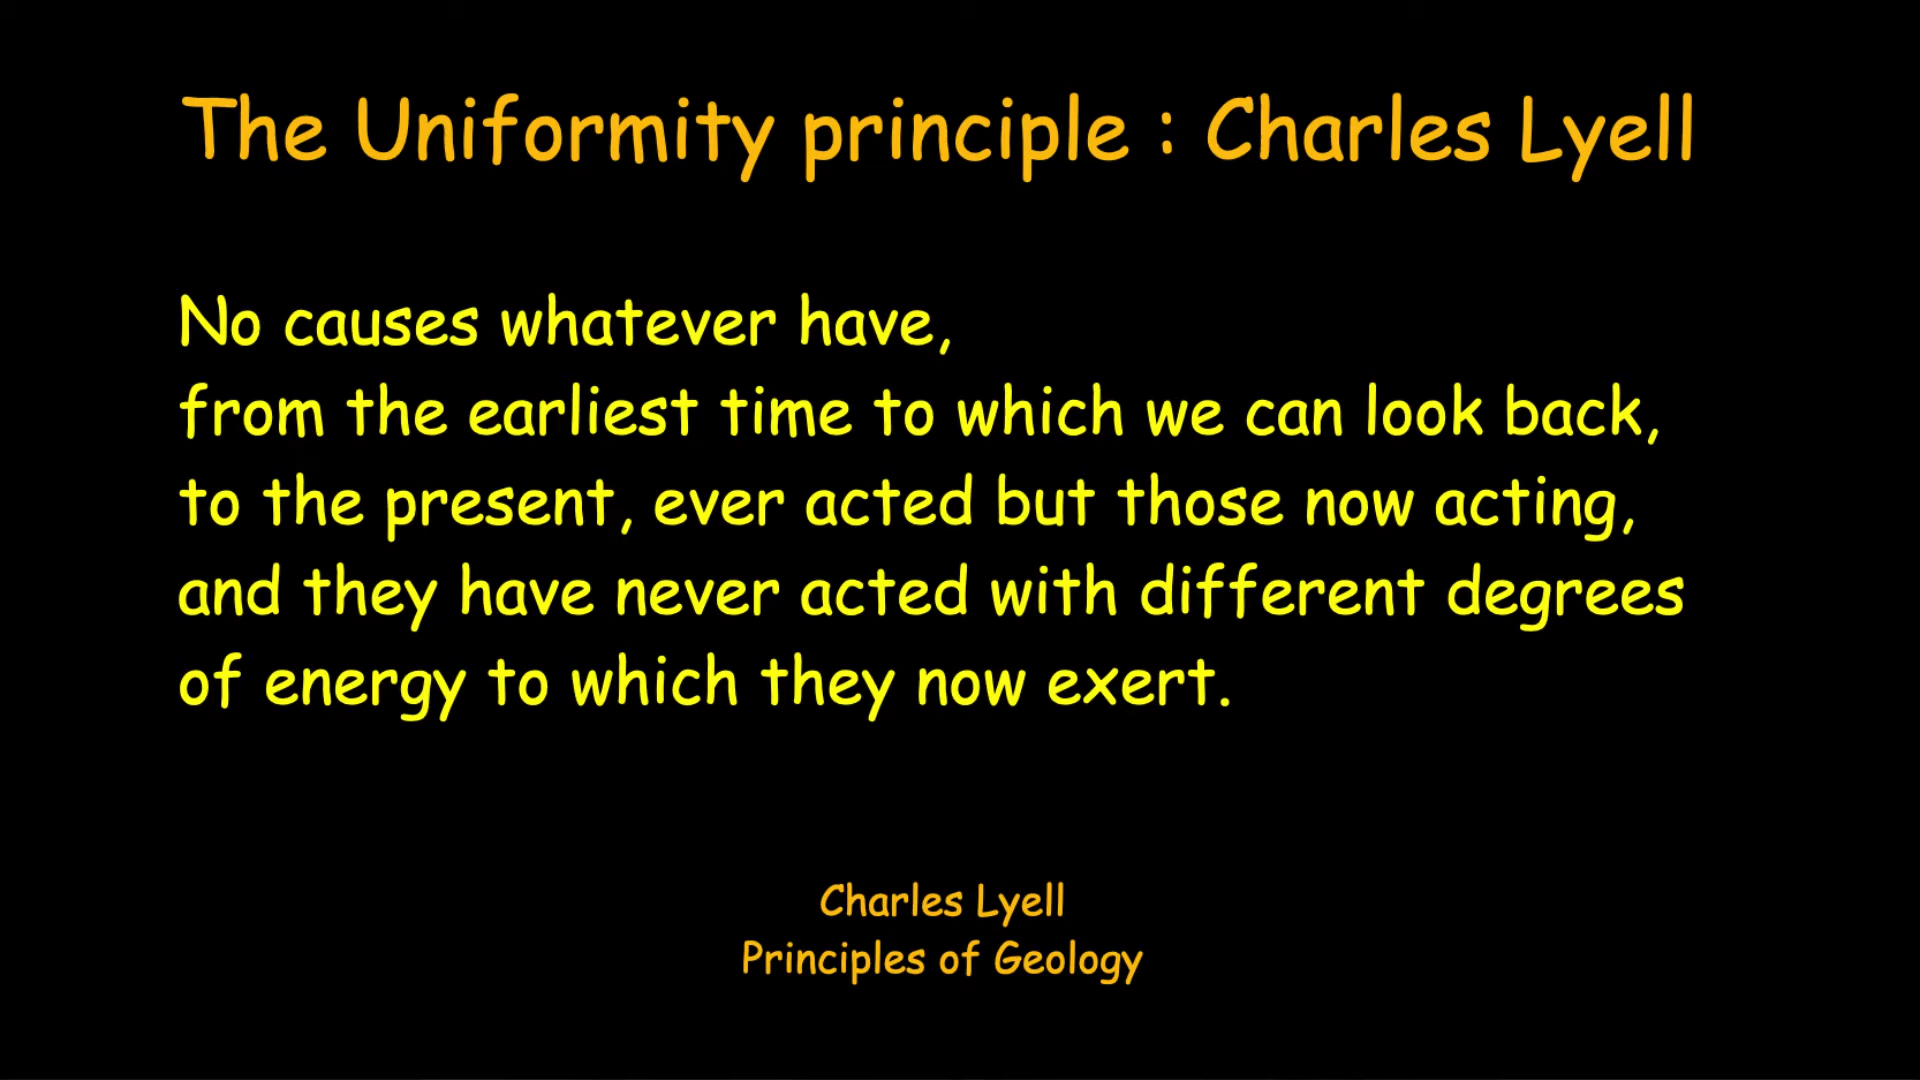 The Uniformity principle : Charles Lyell
No causes whatever have,
from the earliest time to which we can look back,
to the present, ever acted but those now acting,
and they have never acted with different degrees
of energy to which they now exert.
Charles Lyell
Principles of Geology